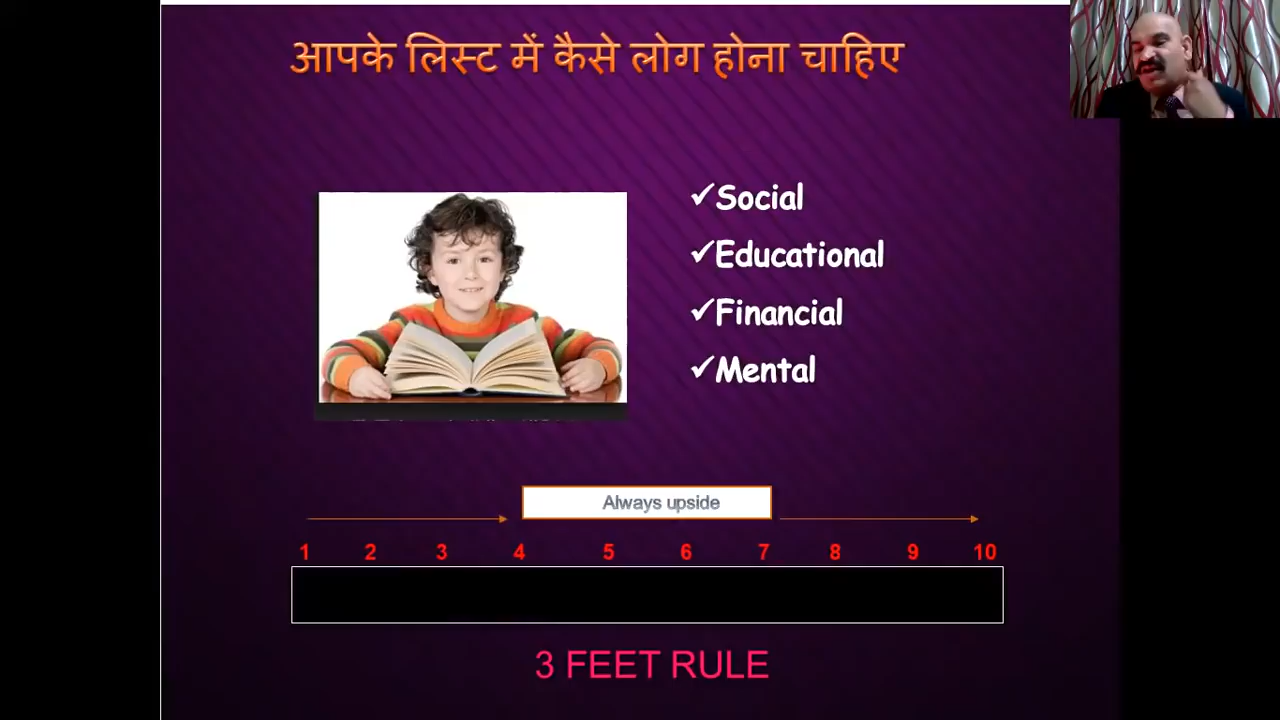 आपके लिस्ट में कैसे लोग होना चाहिए
✓Social
✓Educational
✓Financial
✓Mental
Always upside
1 2 3 4 5 6 7 8 9 10
3 FEET RULE